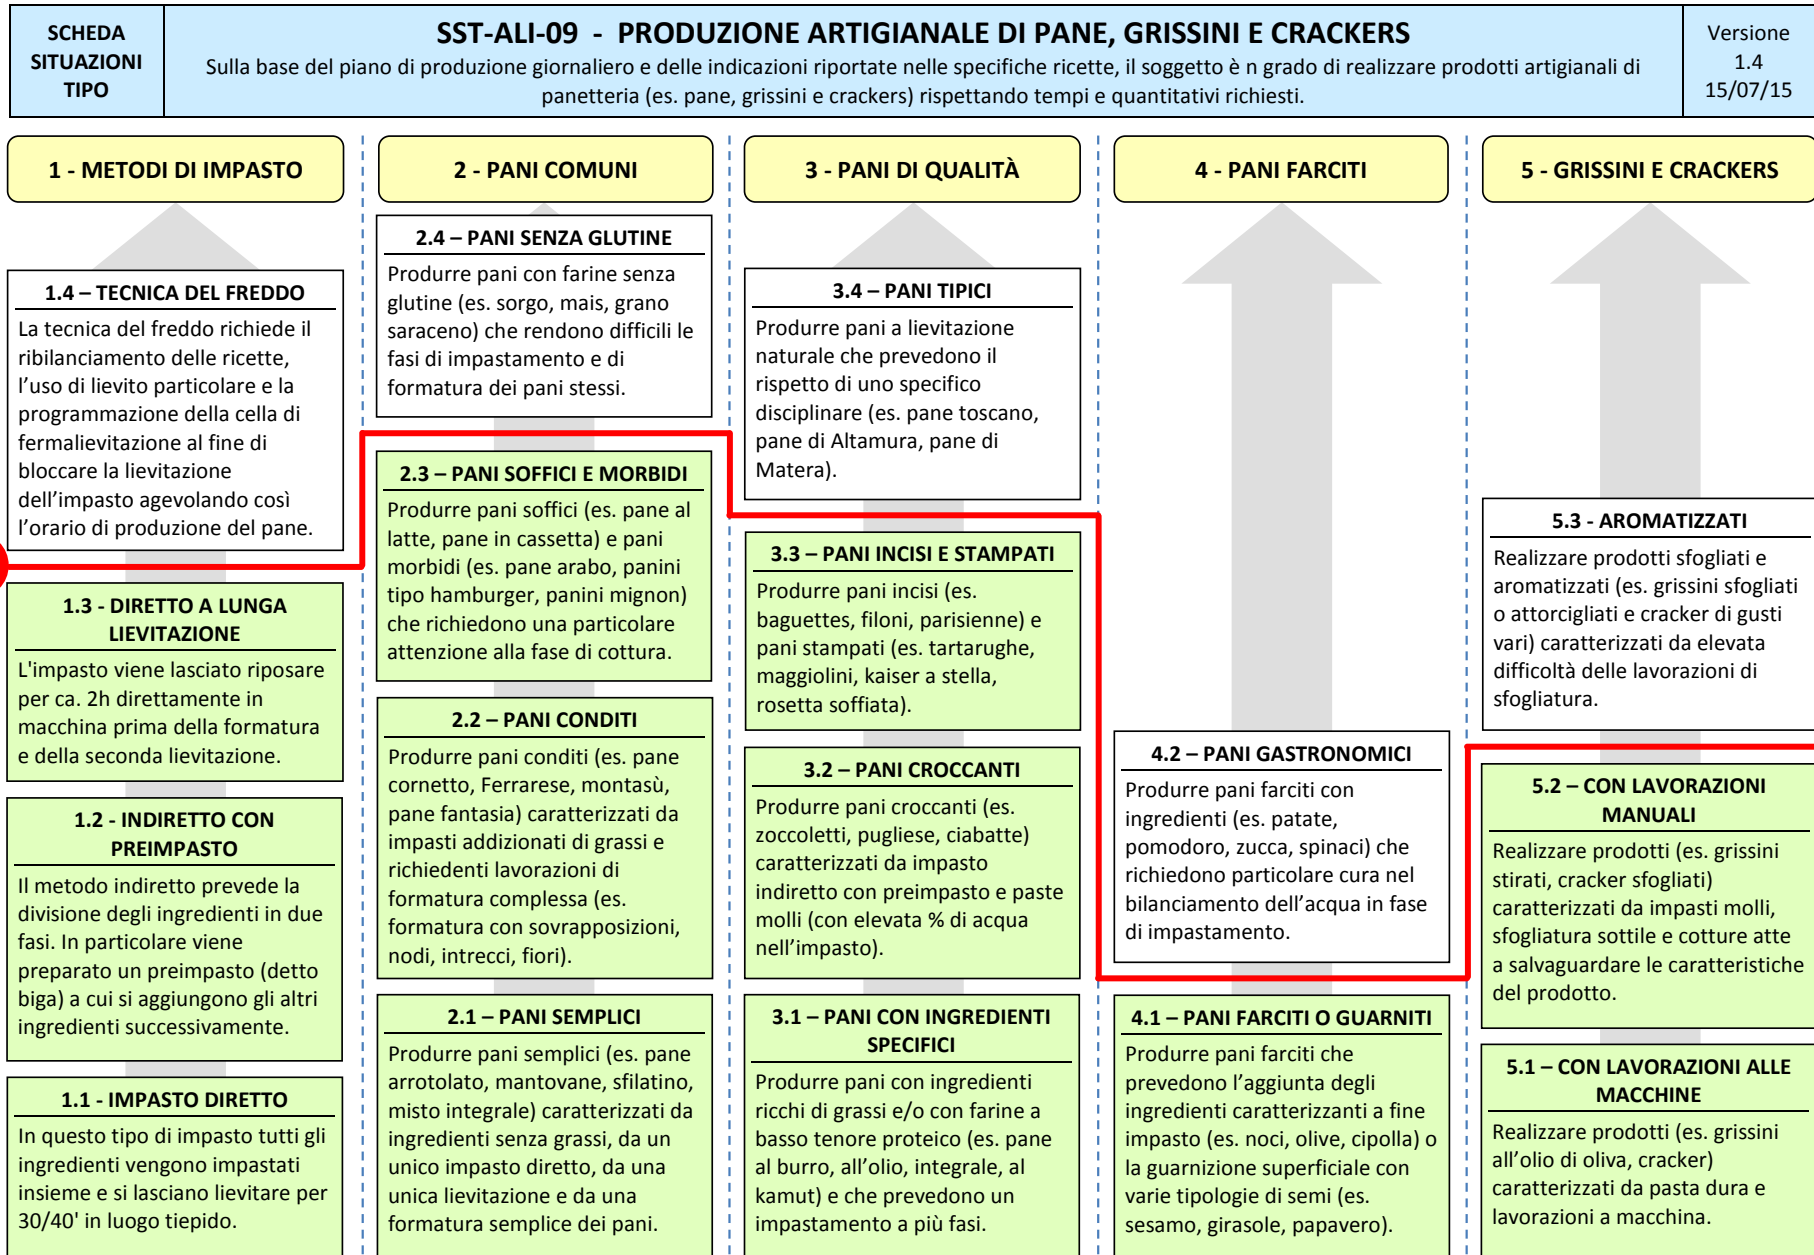 SCHEDA
SITUAZIONI
TIPO
SST-ALI-09 - PRODUZIONE ARTIGIANALE DI PANE, GRISSINI E CRACKERS
Sulla base del piano di produzione giornaliero e delle indicazioni riportate nelle specifiche ricette, il soggetto è n grado di realizzare prodotti artigianali di
panetteria (es. pane, grissini e crackers) rispettando tempi e quantitativi richiesti.
Versione
1.4
15/07/15
1 - METODI DI IMPASTO
1.4 – TECNICA DEL FREDDO
La tecnica del freddo richiede il
ribilanciamento delle ricette,
l'uso di lievito particolare e la
programmazione della cella di
fermalievitazione al fine di
bloccare la lievitazione
dell'impasto agevolando così
l'orario di produzione del pane.
1.3 - DIRETTO A LUNGA
LIEVITAZIONE
L'impasto viene lasciato riposare
per ca. 2h direttamente in
macchina prima della formatura
e della seconda lievitazione.
1.2 - INDIRETTO CON
PREIMPASTO
Il metodo indiretto prevede la
divisione degli ingredienti in due
fasi. In particolare viene
preparato un preimpasto (detto
biga) a cui si aggiungono gli altri
ingredienti successivamente.
1.1 - IMPASTO DIRETTO
In questo tipo di impasto tutti gli
ingredienti vengono impastati
insieme e si lasciano lievitare per
30/40' in luogo tiepido.
2 - PANI COMUNI
2.4 – PANI SENZA GLUTINE
Produrre pani con farine senza
glutine (es. sorgo, mais, grano
saraceno) che rendono difficili le
fasi di impastamento e di
formatura dei pani stessi.
2.3 – PANI SOFFICI E MORBIDI
Produrre pani soffici (es. pane al
latte, pane in cassetta) e pani
morbidi (es. pane arabo, panini
tipo hamburger, panini mignon)
che richiedono una particolare
attenzione alla fase di cottura.
2.2 – PANI CONDITI
Produrre pani conditi (es. pane
cornetto, Ferrarese, montasù,
pane fantasia) caratterizzati da
impasti addizionati di grassi e
richiedenti lavorazioni di
formatura complessa (es.
formatura con sovrapposizioni,
nodi, intrecci, fiori).
2.1 – PANI SEMPLICI
Produrre pani semplici (es. pane
arrotolato, mantovane, sfilatino,
misto integrale) caratterizzati da
ingredienti senza grassi, da un
unico impasto diretto, da una
unica lievitazione e da una
formatura semplice dei pani.
3 - PANI DI QUALITÀ
3.4 – PANI TIPICI
Produrre pani a lievitazione
naturale che prevedono il
rispetto di uno specifico
disciplinare (es. pane toscano,
pane di Altamura, pane di
Matera).
3.3 – PANI INCISI E STAMPATI
Produrre pani incisi (es.
baguettes, filoni, parisienne) e
pani stampati (es. tartarughe,
maggiolini, kaiser a stella,
rosetta soffiata).
3.2 – PANI CROCCANTI
Produrre pani croccanti (es.
zoccoletti, pugliese, ciabatte)
caratterizzati da impasto
indiretto con preimpasto e paste
molli (con elevata % di acqua
nell'impasto).
3.1 – PANI CON INGREDIENTI
SPECIFICI
Produrre pani con ingredienti
ricchi di grassi e/o con farine a
basso tenore proteico (es. pane
al burro, all'olio, integrale, al
kamut) e che prevedono un
impastamento a più fasi.
4 - PANI FARCITI
4.2 – PANI GASTRONOMICI
Produrre pani farciti con
ingredienti (es. patate,
pomodoro, zucca, spinaci) che
richiedono particolare cura nel
bilanciamento dell'acqua in fase
di impastamento.
4.1 – PANI FARCITI O GUARNITI
Produrre pani farciti che
prevedono l'aggiunta degli
ingredienti caratterizzanti a fine
impasto (es. noci, olive, cipolla) o
la guarnizione superficiale con
varie tipologie di semi (es.
sesamo, girasole, papavero).
5 - GRISSINI E CRACKERS
5.3 - AROMATIZZATI
Realizzare prodotti sfogliati e
aromatizzati (es. grissini sfogliati
o attorcigliati e cracker di gusti
vari) caratterizzati da elevata
difficoltà delle lavorazioni di
sfogliatura.
5.2 – CON LAVORAZIONI
MANUALI
Realizzare prodotti (es. grissini
stirati, cracker sfogliati)
caratterizzati da impasti molli,
sfogliatura sottile e cotture atte
a salvaguardare le caratteristiche
del prodotto.
5.1 – CON LAVORAZIONI ALLE
MACCHINE
Realizzare prodotti (es. grissini
all'olio di oliva, cracker)
caratterizzati da pasta dura e
lavorazioni a macchina.